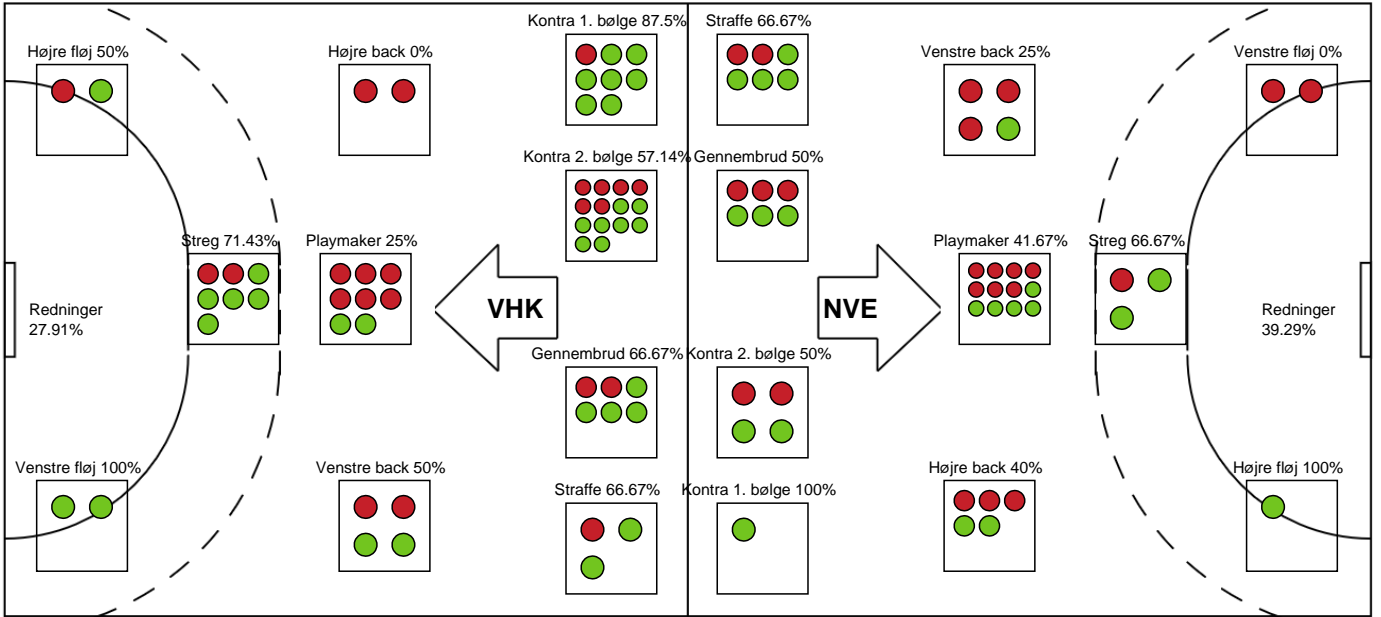 Kontra 1. bølge 87.5%
Straffe 66.67%
Højre fløj 50%
Højre back 0%
Venstre back 25%
Venstre fløj 0%
Kontra 2. bølge 57.14%
Gennembrud 50%
Streg 71.43%
Playmaker 25%
Playmaker 41.67%
Streg 66.67%
Redninger
27.91%
VHK
NVE
Redninger
39.29%
Gennembrud 66.67%
Kontra 2. bølge 50%
Venstre fløj 100%
Venstre back 50%
Højre back 40%
Højre fløj 100%
Straffe 66.67%
Kontra 1. bølge 100%